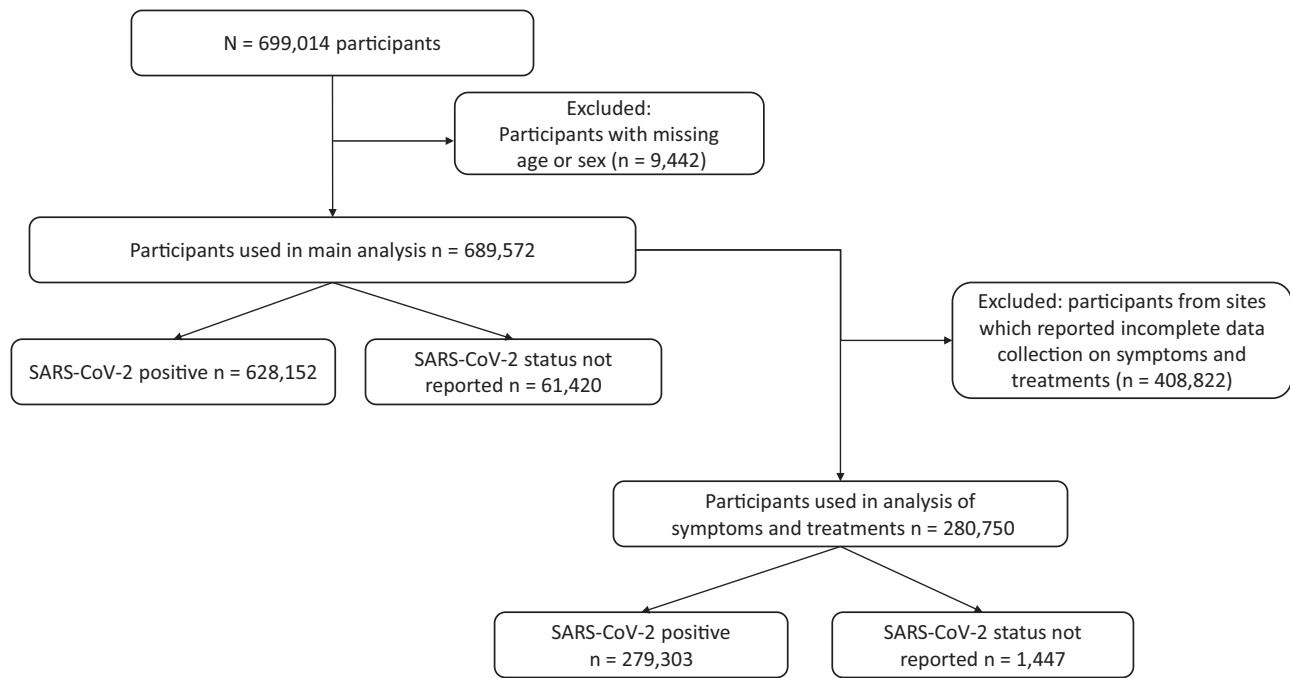 N = 699,014 participants
Excluded:
Participants with missing
age or sex (n = 9,442)
Participants used in main analysis n = 689,572
SARS-CoV-2 positive n = 628,152
SARS-CoV-2 status not
reported n = 61,420
Excluded: participants from sites
which reported incomplete data
collection on symptoms and
treatments (n = 408,822)
Participants used in analysis of
symptoms and treatments n = 280,750
SARS-CoV-2 positive
n = 279,303
SARS-CoV-2 status not
reported n = 1,447